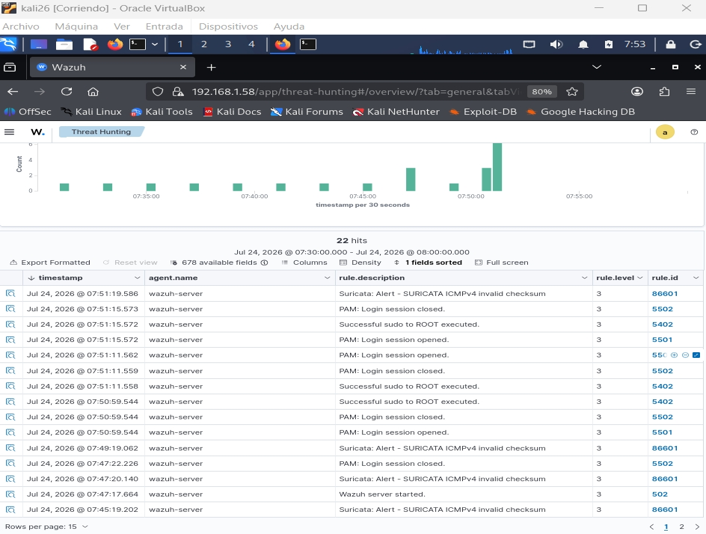 kali26 [Corriendo] - Oracle VirtualBox
Archivo Máquina Ver Entrada Dispositivos Ayuda
1 2 3 4 7:53
Wazuh
192.168.1.58/app/threat-hunting#/overview/?tab=general&tabV 80%
OffSec Kali Linux Kali Tools Kali Docs Kali Forums Kali NetHunter Exploit-DB Google Hacking DB
W. Threat Hunting a
Count
6
4
2
0
07:35:00 07:40:00 07:45:00 07:50:00 07:55:00
timestamp per 30 seconds
22 hits
Jul 24, 2026 @ 07:30:00.000 - Jul 24, 2026 @ 08:00:00.000
Export Formatted Reset view 678 available fields Columns Density 1 fields sorted Full screen
timestamp agent.name rule.description rule.level rule.id
Jul 24, 2026 @ 07:51:19.586 wazuh-server Suricata: Alert - SURICATA ICMPv4 invalid checksum 3 86601
Jul 24, 2026 @ 07:51:15.573 wazuh-server PAM: Login session closed. 3 5502
Jul 24, 2026 @ 07:51:15.572 wazuh-server Successful sudo to ROOT executed. 3 5402
Jul 24, 2026 @ 07:51:15.572 wazuh-server PAM: Login session opened. 3 5501
Jul 24, 2026 @ 07:51:11.562 wazuh-server PAM: Login session opened. 3 55
Jul 24, 2026 @ 07:51:11.559 wazuh-server PAM: Login session closed. 3 5502
Jul 24, 2026 @ 07:51:11.558 wazuh-server Successful sudo to ROOT executed. 3 5402
Jul 24, 2026 @ 07:50:59.544 wazuh-server Successful sudo to ROOT executed. 3 5402
Jul 24, 2026 @ 07:50:59.544 wazuh-server PAM: Login session closed. 3 5502
Jul 24, 2026 @ 07:50:59.544 wazuh-server PAM: Login session opened. 3 5501
Jul 24, 2026 @ 07:49:19.062 wazuh-server Suricata: Alert - SURICATA ICMPv4 invalid checksum 3 86601
Jul 24, 2026 @ 07:47:22.226 wazuh-server PAM: Login session closed. 3 5502
Jul 24, 2026 @ 07:47:20.140 wazuh-server Suricata: Alert - SURICATA ICMPv4 invalid checksum 3 86601
Jul 24, 2026 @ 07:47:17.664 wazuh-server Wazuh server started. 3 502
Jul 24, 2026 @ 07:45:19.202 wazuh-server Suricata: Alert - SURICATA ICMPv4 invalid checksum 3 86601
Rows per page: 15 1 2